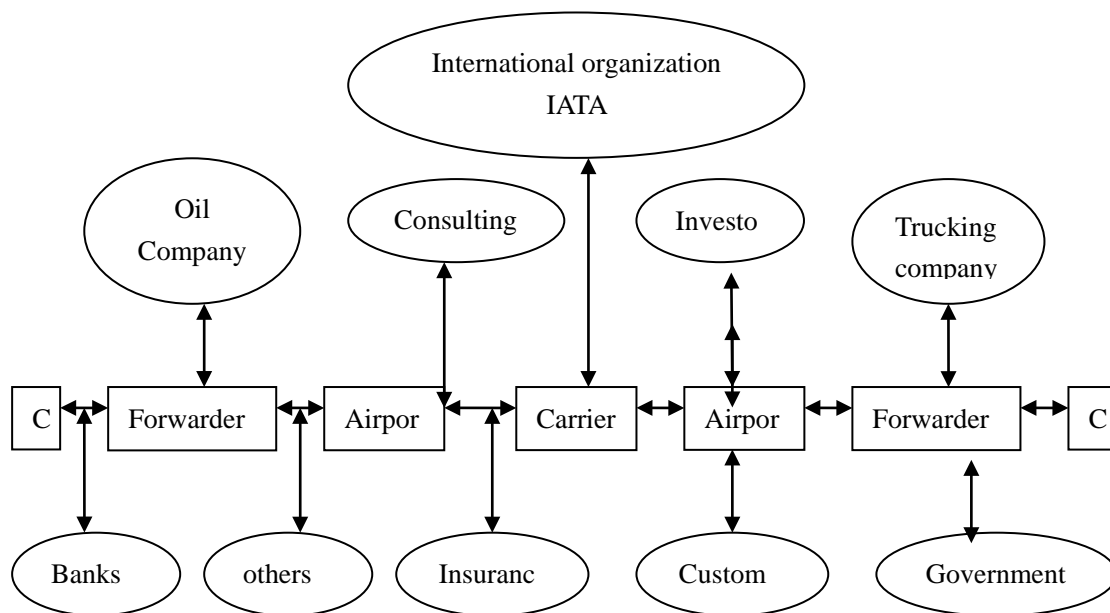 International organization
IATA
Oil
Company
Consulting
Investo
Trucking
company
C
Forwarder
Airpor
Carrier
Airpor
Forwarder
C
Banks
others
Insuranc
Custom
Government